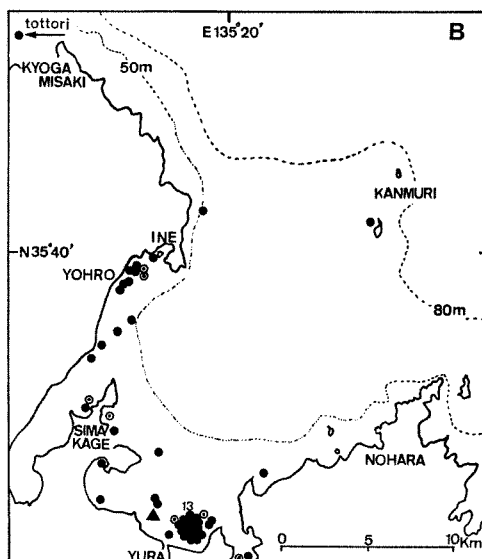 tottori
E 135°20'
B
KYOGA
MISAKI
50m
KANMURI
INE
N35°40'
YOHRO
80m
SIMA
KAGE
NOHARA
13
YURA
0 5 10Km